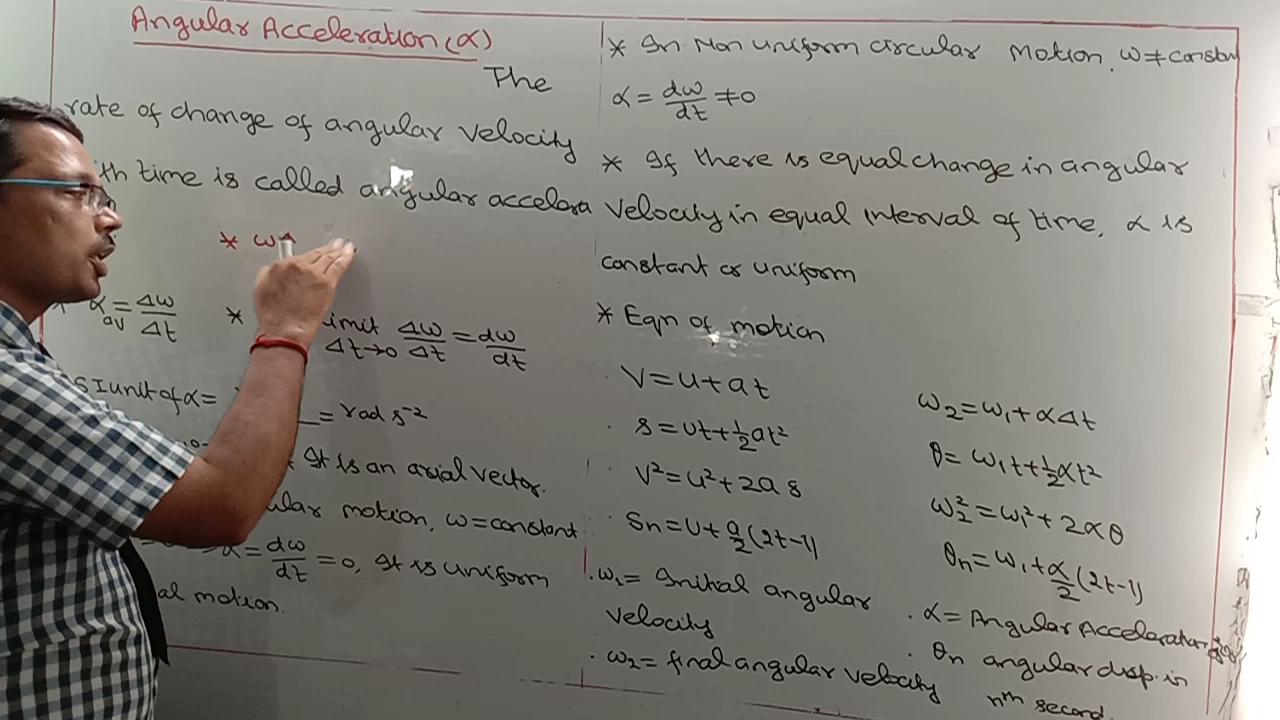 Angular Acceleration (α)
The
rate of change of angular velocity
ith time is called angular accelera
* ω
α av = Δω/Δt
* imit Δt→0 Δω/Δt = dω/dt
SI unit of α =
= rad s⁻²
It is an axial vector.
ular motion, ω = constant
α = dω/dt = 0, It is uniform
al motion.
* In Non uniform circular motion. ω ≠ constan
α = dω/dt ≠ 0
* If there is equal change in angular
velocity in equal interval of time, α is
constant or uniform
* Eqn of motion
V = u + at
s = ut + ½at²
V² = u² + 2as
Sn = u + a/2 (2t-1)
ω₂ = ω₁ + αΔt
θ = ω₁t + ½αt²
ω₂² = ω₁² + 2αθ
θn = ω₁ + α/2 (2t-1)
. ω₁ = Initial angular
velocity
. ω₂ = final angular velocity
. α = Angular Acceleration
. θn angular disp. in
nth second.